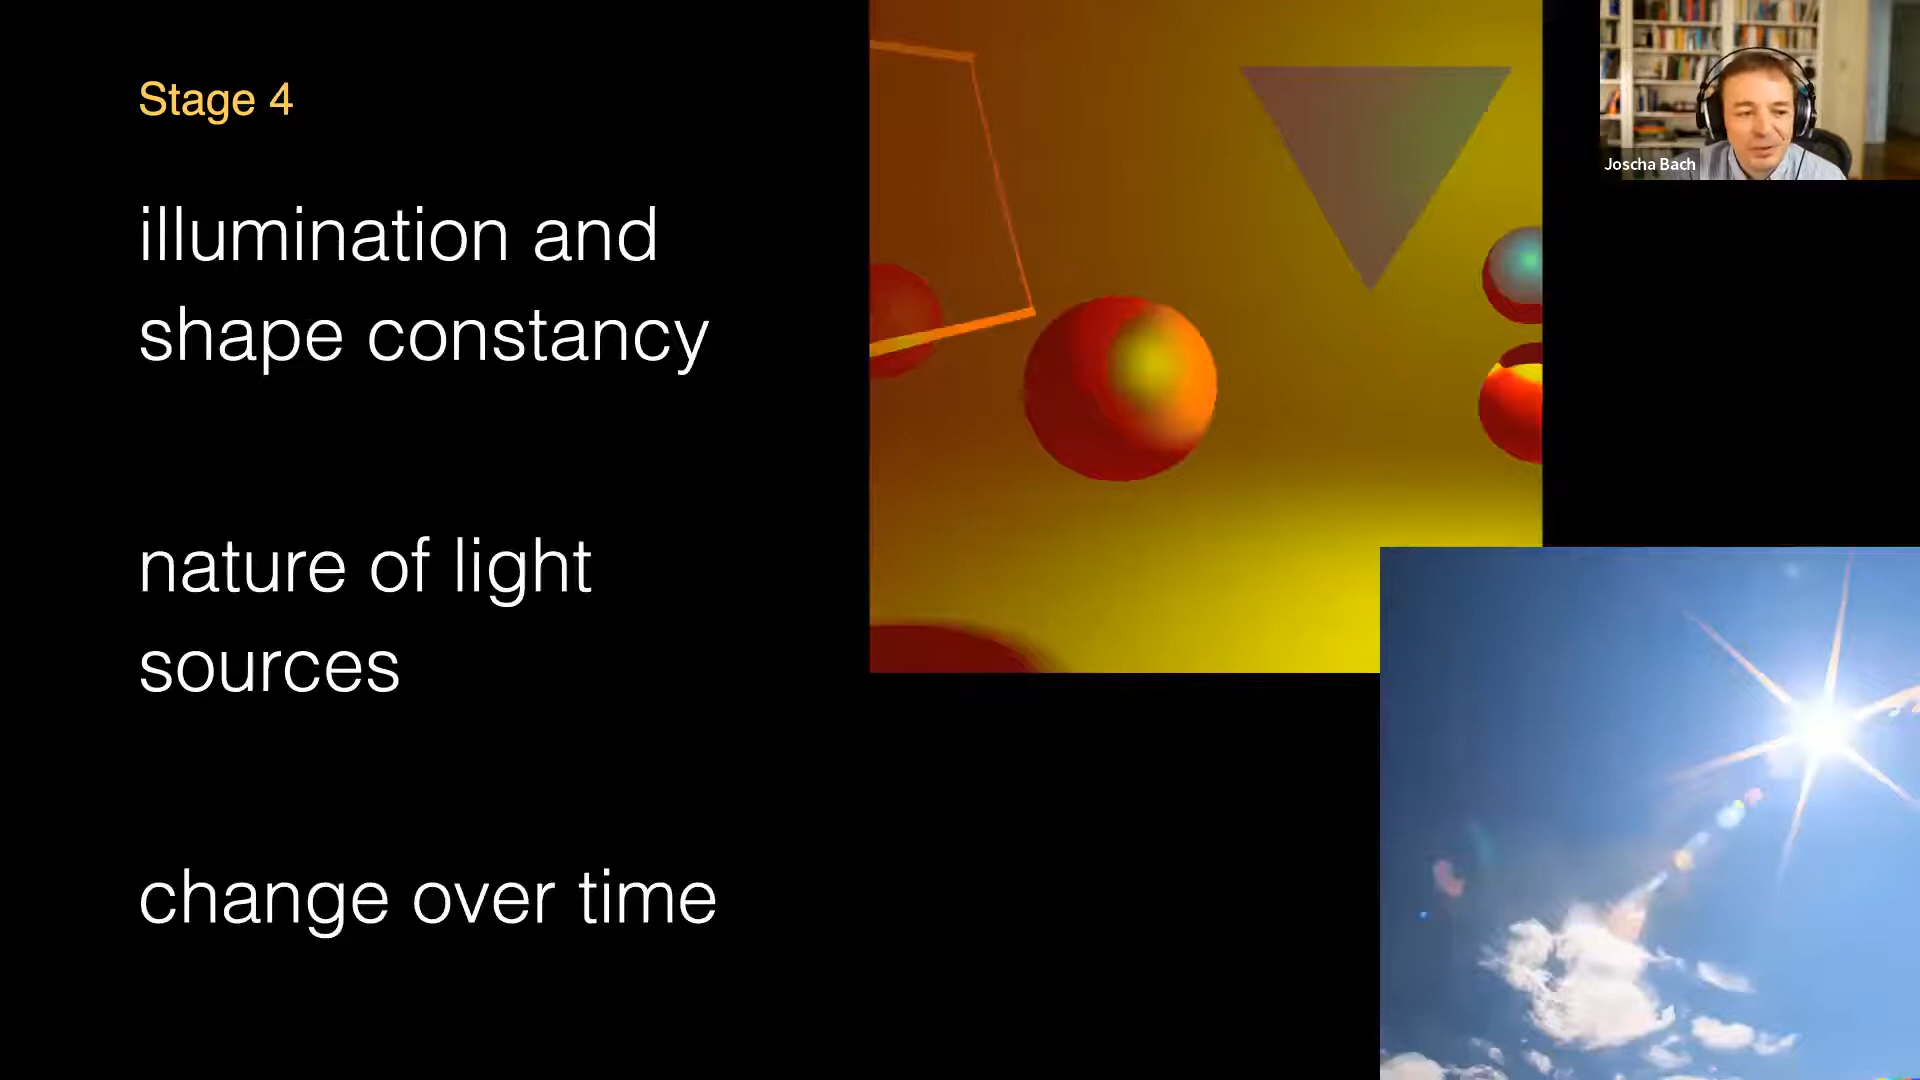 Stage 4
illumination and
shape constancy
nature of light
sources
change over time
Joscha Bach